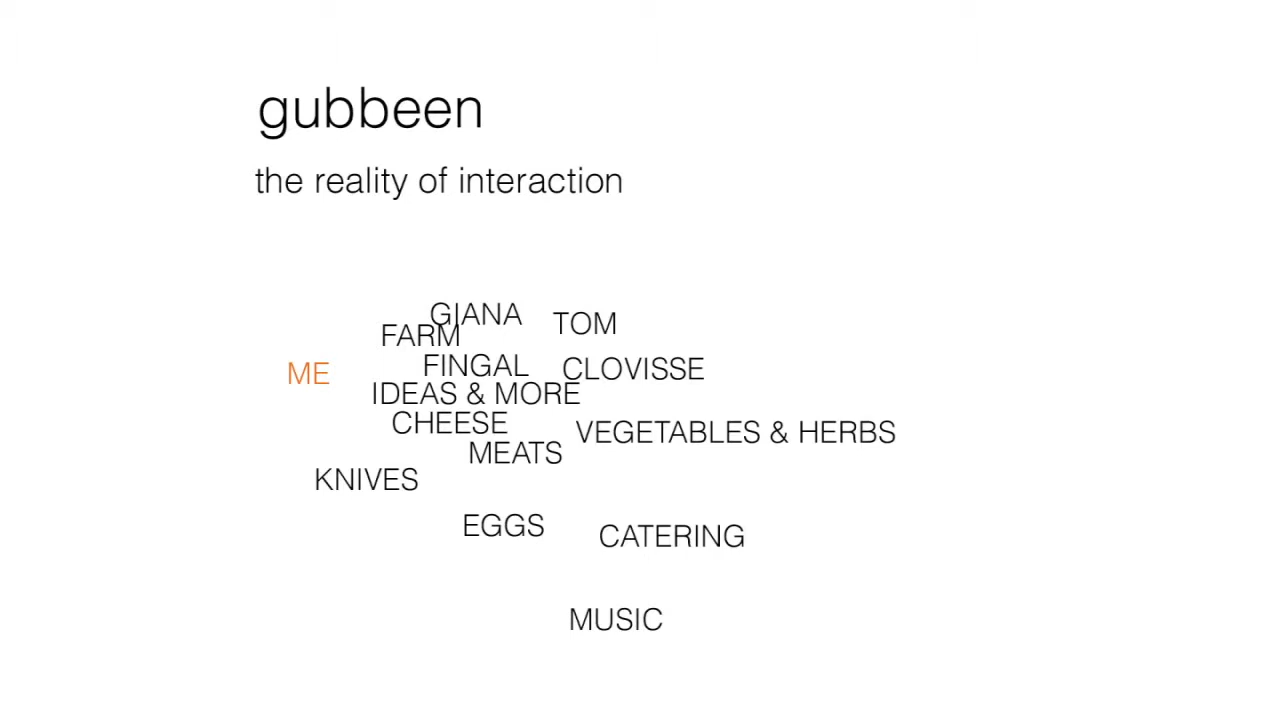 gubbeen
the reality of interaction
GIANA
TOM
FARM
FINGAL
CLOVISSE
ME
IDEAS & MORE
CHEESE
VEGETABLES & HERBS
MEATS
KNIVES
EGGS
CATERING
MUSIC